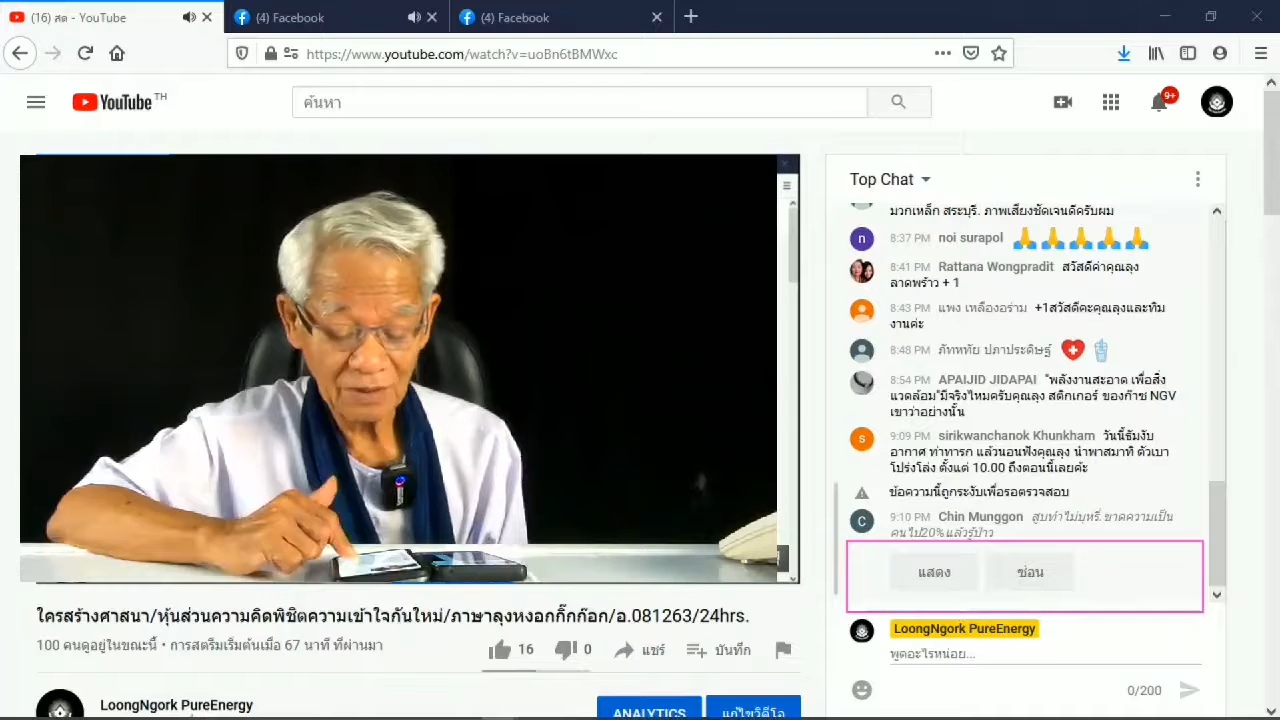 (16) สด - YouTube
(4) Facebook
(4) Facebook
https://www.youtube.com/watch?v=uoBn6tBMWxc
YouTube TH
ค้นหา
9+
Top Chat
มวกเหล็ก สระบุรี. ภาพเสียงชัดเจนดีครับผม
n
8:37 PM noi surapol
8:41 PM Rattana Wongpradit สวัสดีค่าคุณลุง
ลาดพร้าว + 1
8:43 PM แพง เหลืองอร่าม +1สวัสดีคะคุณลุงและทีม
งานค่ะ
8:48 PM ภัทหทัย ปภาประดิษฐ์
8:54 PM APAIJID JIDAPAI "พลังงานสะอาด เพื่อสิ่ง
แวดล้อม"มีจริงไหมครับคุณลุง สติกเกอร์ ของก๊าช NGV
เขาว่าอย่างนั้น
s
9:09 PM sirikwanchanok Khunkham วันนี้ธัมงับ
อากาศ ท่าทารก แล้วนอนฟังคุณลุง นำพาสมาทิ ตัวเบา
โปร่งโล่ง ตั้งแต่ 10.00 ถึงตอนนี้เลยค้ะ
ข้อความนี้ถูกระงับเพื่อรอตรวจสอบ
C
9:10 PM Chin Munggon สูบทำไม่บุหรี่. ขาดความเป็น
คนไป20%แล้วรู้ป่าว
แสดง
ซ่อน
LoongNgork PureEnergy
พูดอะไรหน่อย...
0/200
ใครสร้างศาสนา/หุ้นส่วนความคิดพิชิตความเข้าใจกันใหม่/ภาษาลุงหงอกกิ๊กก๊อก/อ.081263/24hrs.
100 คนดูอยู่ในขณะนี้ • การสตรีมเริ่มต้นเมื่อ 67 นาที ที่ผ่านมา
16
0
แชร์
บันทึก
LoongNgork PureEnergy
ANALYTICS
แก้ไขวิดีโอ